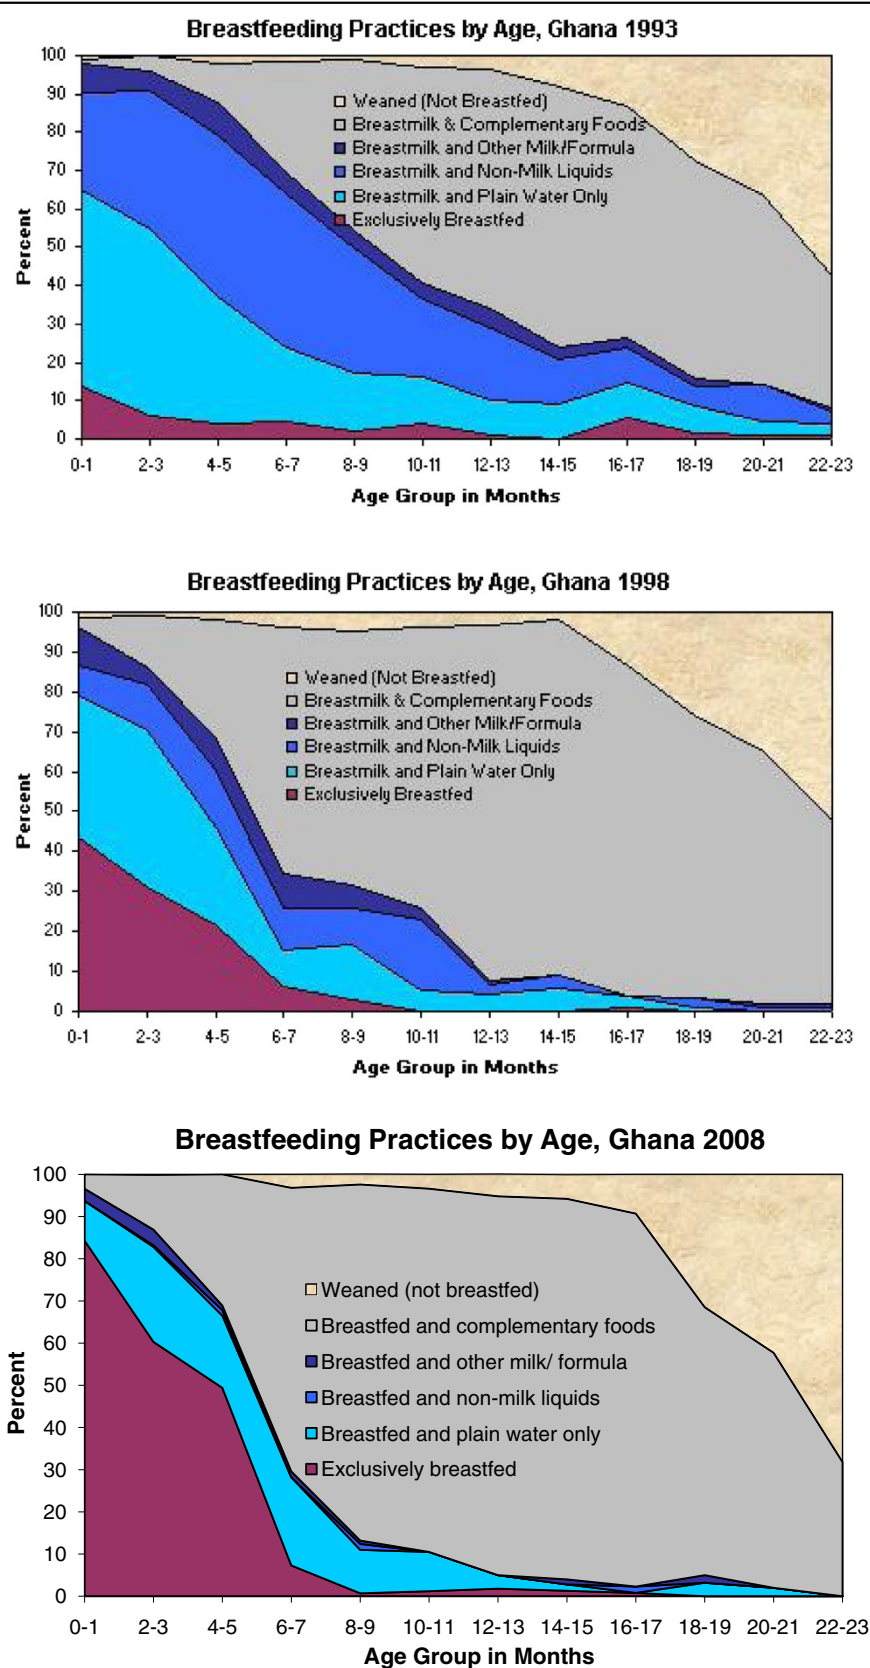 Breastfeeding Practices by Age, Ghana 1993
100
90
80
70
60
50
40
30
20
10
0
Percent
Weaned (Not Breastfed)
Breastmilk & Complementary Foods
Breastmilk and Other Milk/Formula
Breastmilk and Non-Milk Liquids
Breastmilk and Plain Water Only
Exclusively Breastfed
0-1 2-3 4-5 6-7 8-9 10-11 12-13 14-15 16-17 18-19 20-21 22-23
Age Group in Months
Breastfeeding Practices by Age, Ghana 1998
100
90
80
70
60
50
40
30
20
10
0
Percent
Weaned (Not Breastfed)
Breastmilk & Complementary Foods
Breastmilk and Other Milk/Formula
Breastmilk and Non-Milk Liquids
Breastmilk and Plain Water Only
Exclusively Breastfed
0-1 2-3 4-5 6-7 8-9 10-11 12-13 14-15 16-17 18-19 20-21 22-23
Age Group in Months
Breastfeeding Practices by Age, Ghana 2008
100
90
80
70
60
50
40
30
20
10
0
Percent
Weaned (not breastfed)
Breastfed and complementary foods
Breastfed and other milk/ formula
Breastfed and non-milk liquids
Breastfed and plain water only
Exclusively breastfed
0-1 2-3 4-5 6-7 8-9 10-11 12-13 14-15 16-17 18-19 20-21 22-23
Age Group in Months